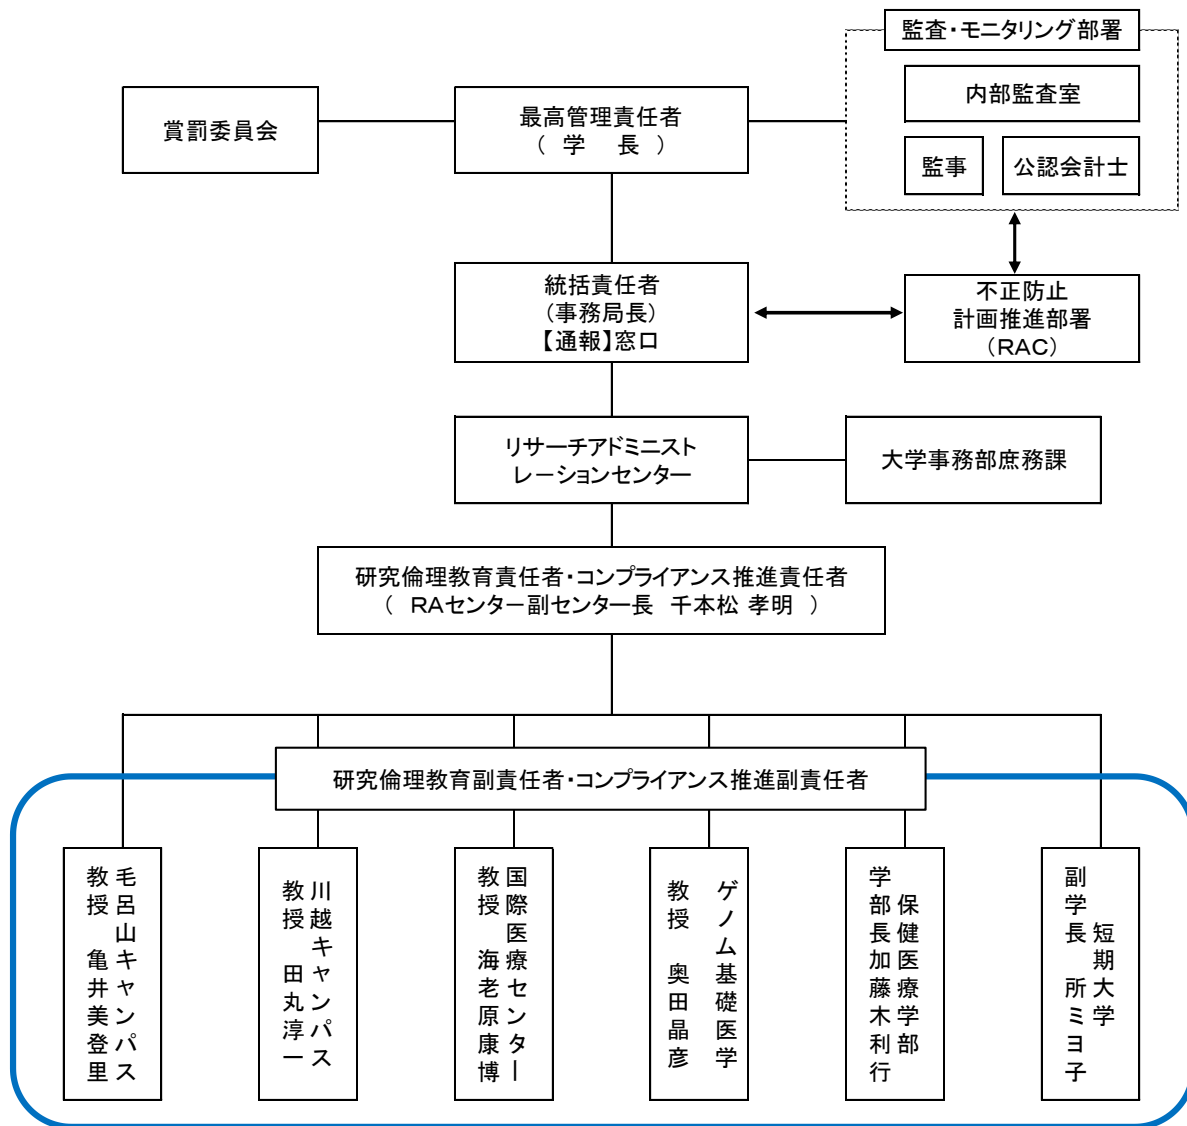 監査・モニタリング部署
内部監査室
監事
公認会計士
賞罰委員会
最高管理責任者
（ 学 長 ）
統括責任者
（事務局長）
【通報】窓口
不正防止
計画推進部署
（RAC）
リサーチアドミニスト
レーションセンター
大学事務部庶務課
研究倫理教育責任者・コンプライアンス推進責任者
（ RAセンター副センター長 千本松 孝明 ）
研究倫理教育副責任者・コンプライアンス推進副責任者
毛呂山キャンパス
教授 亀井美登里
川越キャンパス
教授 田丸淳一
国際医療センター
教授 海老原康博
ゲノム基礎医学
教授 奥田晶彦
保健医療学部
学部長加藤木利行
短期大学
副学長 所ミヨ子